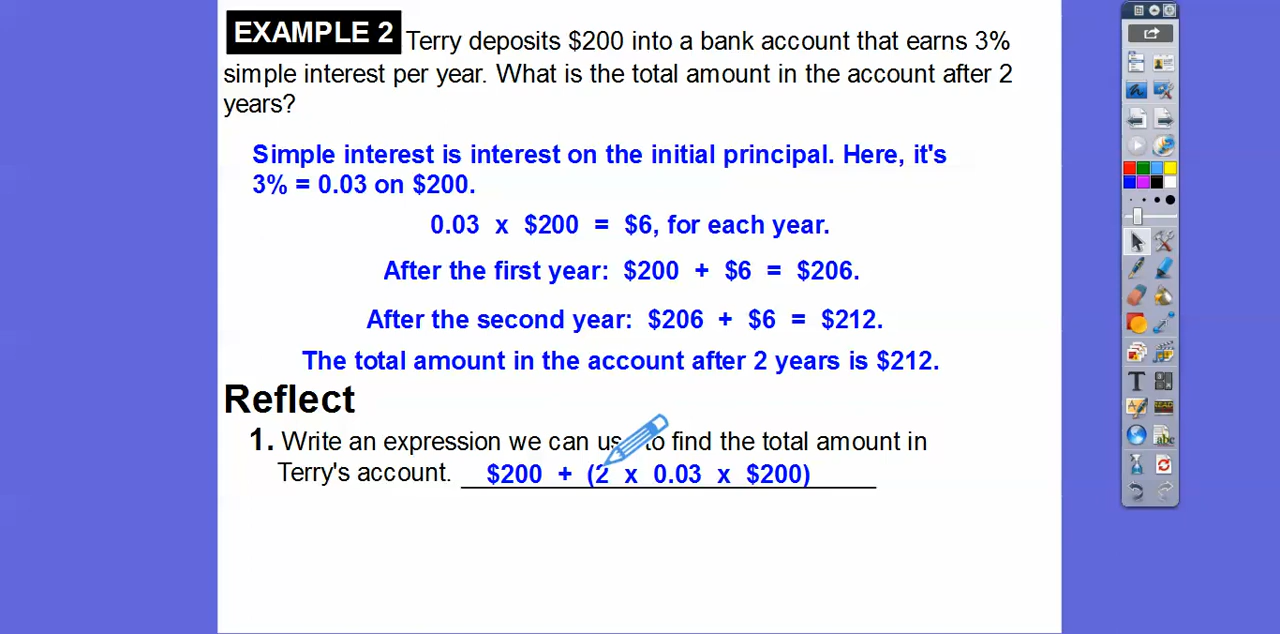 EXAMPLE 2 Terry deposits $200 into a bank account that earns 3%
simple interest per year. What is the total amount in the account after 2
years?
Simple interest is interest on the initial principal. Here, it's
3% = 0.03 on $200.
0.03 x $200 = $6, for each year.
After the first year: $200 + $6 = $206.
After the second year: $206 + $6 = $212.
The total amount in the account after 2 years is $212.
Reflect
1. Write an expression we can us to find the total amount in
Terry's account. $200 + (2 x 0.03 x $200)